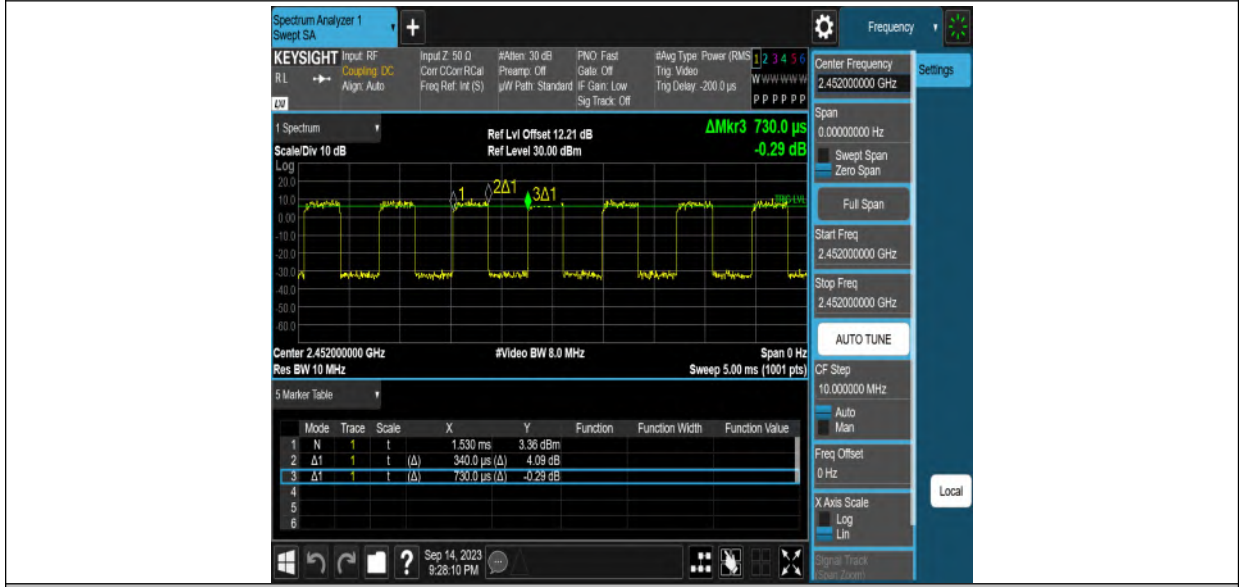 Spectrum Analyzer 1
Swept SA
+
Frequency
KEYSIGHT
RL
LXI
Input: RF
Coupling: DC
Align: Auto
Input Z: 50 Ω
Corr CCorr RCal
Freq Ref: Int (S)
#Atten: 30 dB
Preamp: Off
µW Path: Standard
PNO: Fast
Gate: Off
IF Gain: Low
Sig Track: Off
#Avg Type: Power (RMS
Trig: Video
Trig Delay: -200.0 µs
1 2 3 4 5 6
W W W W W W
P P P P P P
1 Spectrum
Scale/Div 10 dB
Log
Ref Lvl Offset 12.21 dB
Ref Level 30.00 dBm
ΔMkr3 730.0 µs
-0.29 dB
20.0
10.0
0.00
-10.0
-20.0
-30.0
-40.0
-50.0
-60.0
1
2Δ1
3Δ1
TRIG LVL
Center 2.452000000 GHz
#Video BW 8.0 MHz
Span 0 Hz
Res BW 10 MHz
Sweep 5.00 ms (1001 pts)
5 Marker Table
Mode Trace Scale X Y Function Function Width Function Value
1 N 1 t 1.530 ms 3.36 dBm
2 Δ1 1 t (Δ) 340.0 µs (Δ) 4.09 dB
3 Δ1 1 t (Δ) 730.0 µs (Δ) -0.29 dB
4
5
6
Sep 14, 2023
9:28:10 PM
?
Center Frequency
2.452000000 GHz
Settings
Span
0.00000000 Hz
Swept Span
Zero Span
Full Span
Start Freq
2.452000000 GHz
Stop Freq
2.452000000 GHz
AUTO TUNE
CF Step
10.000000 MHz
Auto
Man
Freq Offset
0 Hz
X Axis Scale
Log
Lin
Local
Signal Track
(Span Zoom)